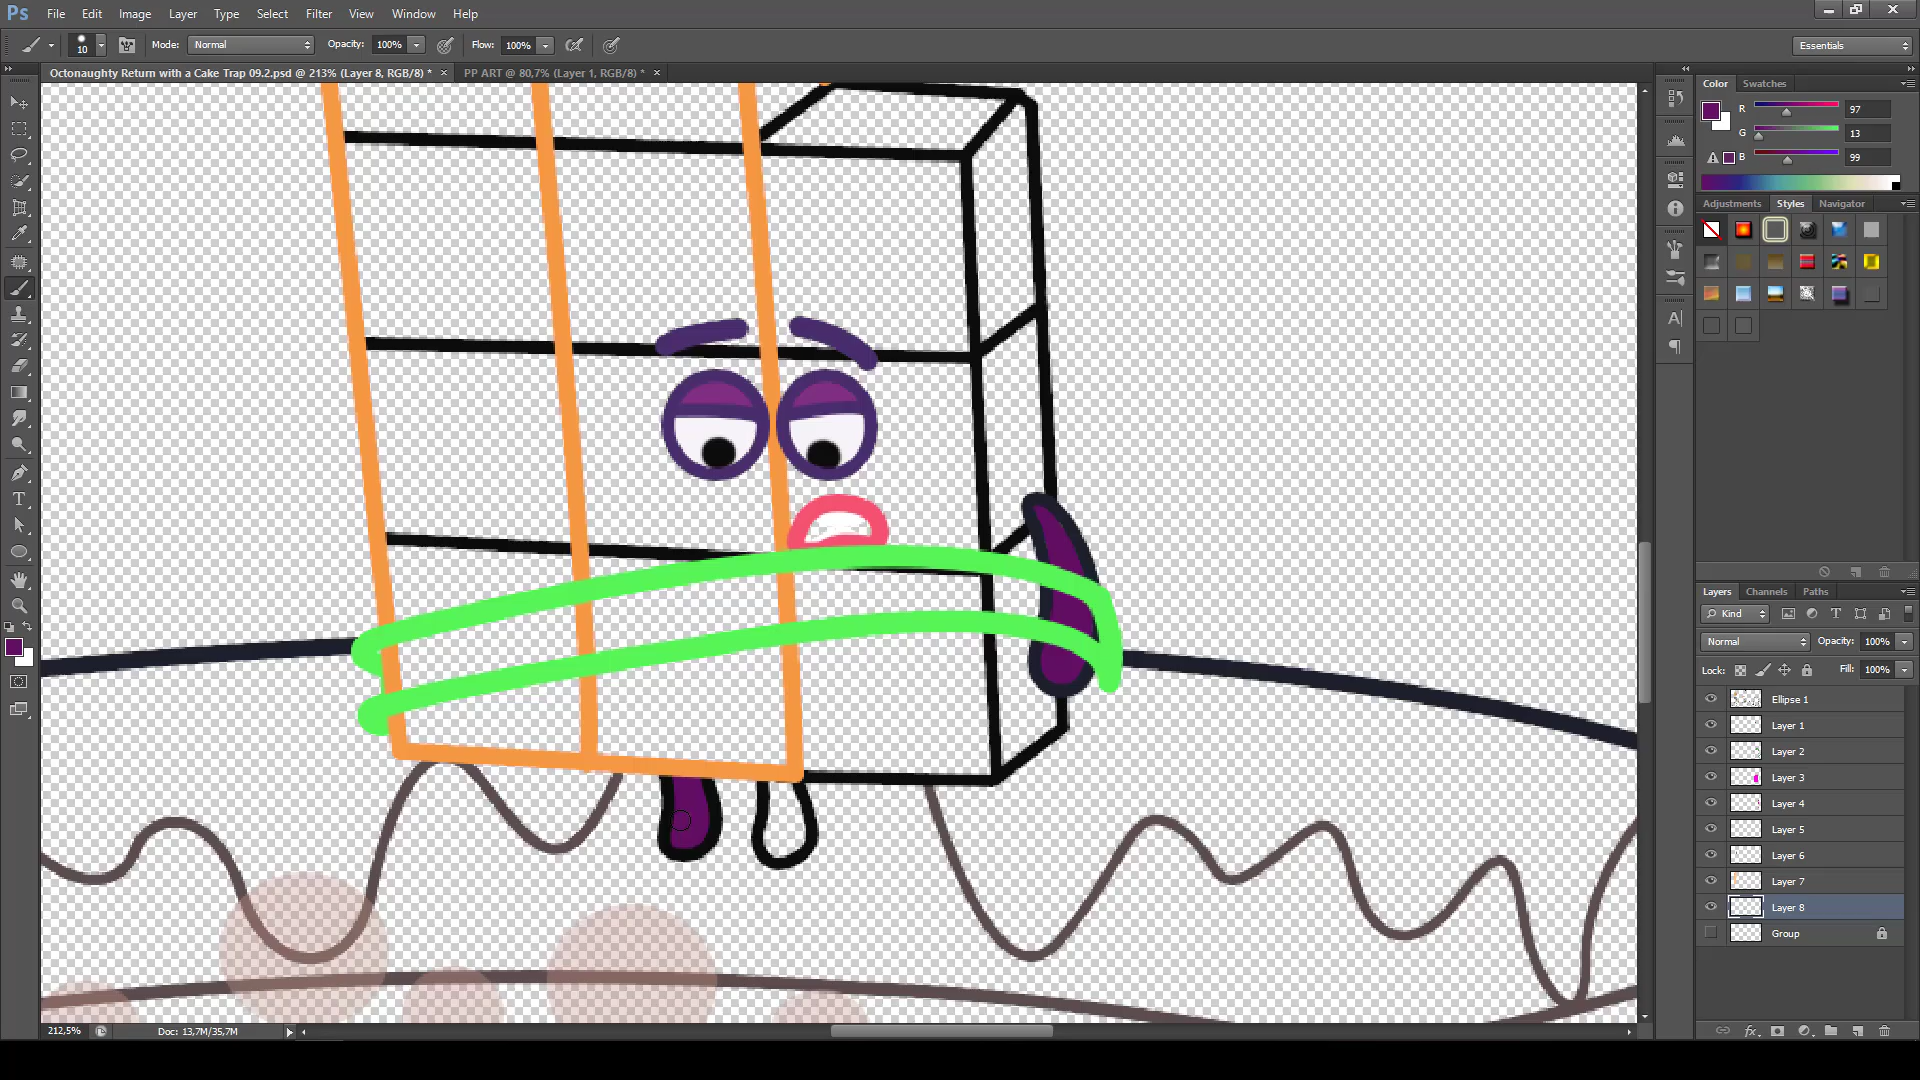 Ps File Edit Image Layer Type Select Filter View Window Help
10 Mode: Normal Opacity: 100% Flow: 100% Essentials
Octonaughty Return with a Cake Trap 09.2.psd @ 213% (Layer 8, RGB/8) * × PP ART @ 80,7% (Layer 1, RGB/8) * ×
Color Swatches
R 97
G 13
B 99
Adjustments Styles Navigator
Layers Channels Paths
Kind
Normal Opacity: 100%
Lock: Fill: 100%
Ellipse 1
Layer 1
Layer 2
Layer 3
Layer 4
Layer 5
Layer 6
Layer 7
Layer 8
Group
212,5% Doc: 13,7M/35,7M